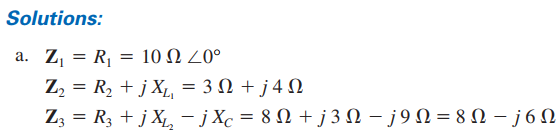 Solutions:
a. Z₁ = R₁ = 10 Ω ∠0°
Z₂ = R₂ + j X_L₁ = 3 Ω + j 4 Ω
Z₃ = R₃ + j X_L₂ − j X_C = 8 Ω + j 3 Ω − j 9 Ω = 8 Ω − j 6 Ω